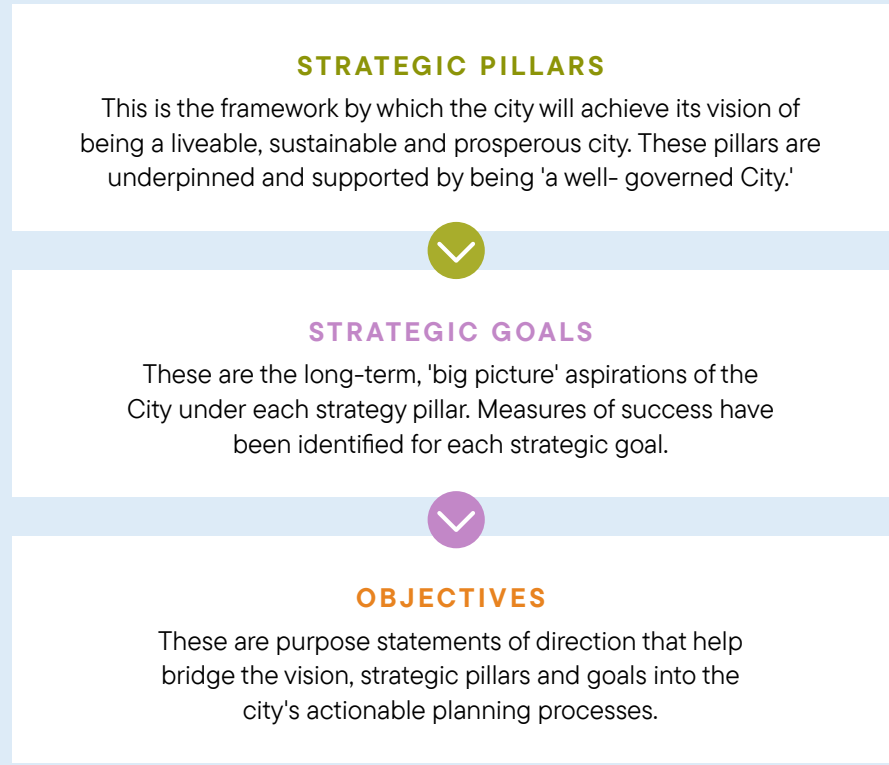 STRATEGIC PILLARS
This is the framework by which the city will achieve its vision of
being a liveable, sustainable and prosperous city. These pillars are
underpinned and supported by being 'a well- governed City.'
STRATEGIC GOALS
These are the long-term, 'big picture' aspirations of the
City under each strategy pillar. Measures of success have
been identified for each strategic goal.
OBJECTIVES
These are purpose statements of direction that help
bridge the vision, strategic pillars and goals into the
city's actionable planning processes.